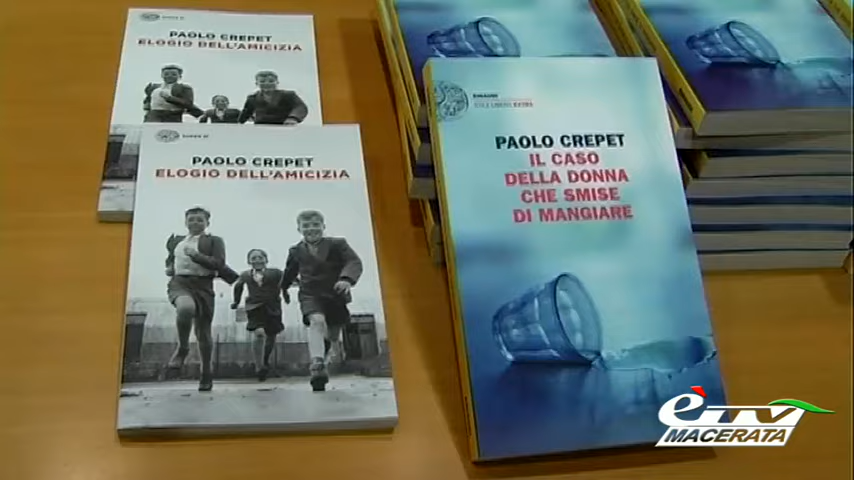 PAOLO CREPET
ELOGIO DELL'AMICIZIA
PAOLO CREPET
ELOGIO DELL'AMICIZIA
EINAUDI
PAOLO CREPET
IL CASO
DELLA DONNA
CHE SMISE
DI MANGIARE
èTV
MACERATA